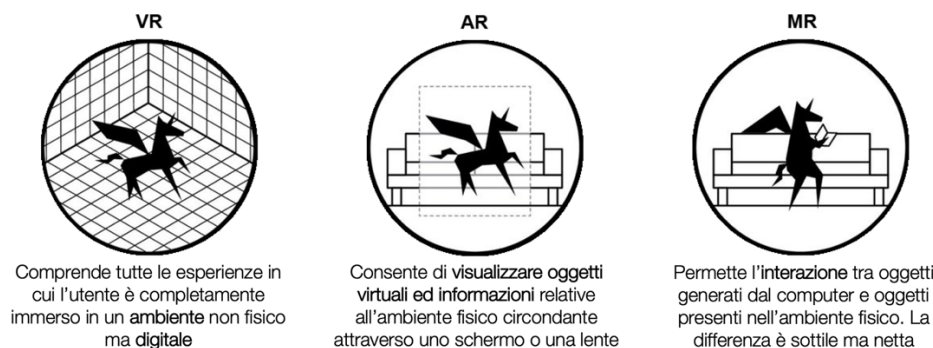 VR
Comprende tutte le esperienze in
cui l'utente è completamente
immerso in un ambiente non fisico
ma digitale
AR
Consente di visualizzare oggetti
virtuali ed informazioni relative
all'ambiente fisico circondante
attraverso uno schermo o una lente
MR
Permette l'interazione tra oggetti
generati dal computer e oggetti
presenti nell'ambiente fisico. La
differenza è sottile ma netta